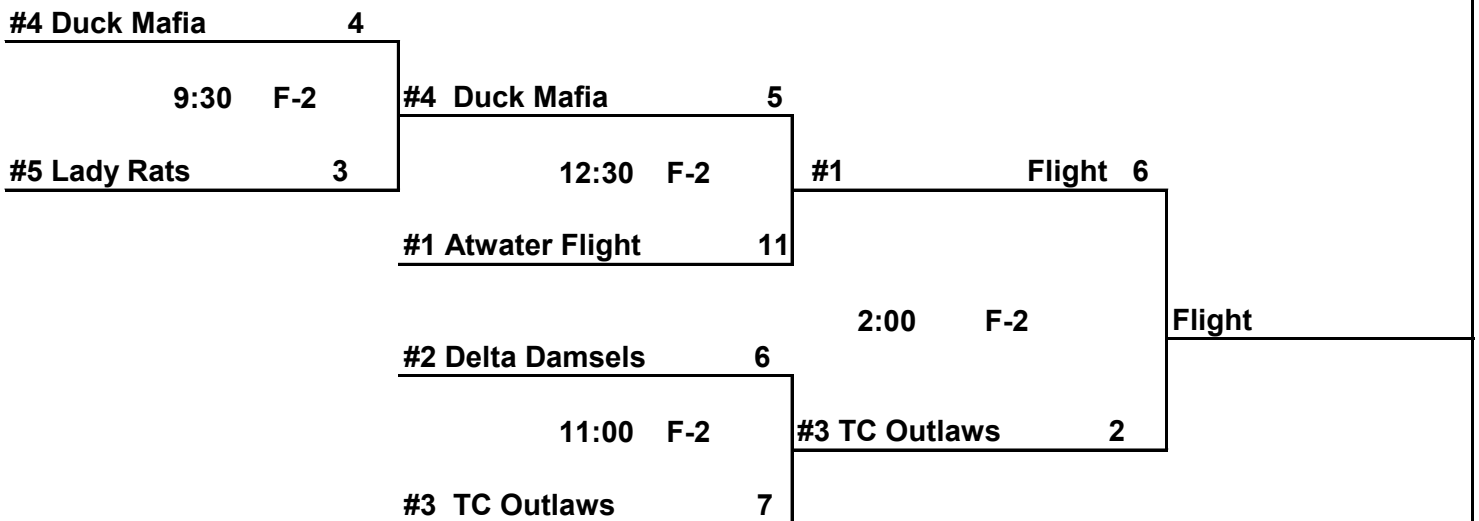 #4 Duck Mafia 4
9:30 F-2
#5 Lady Rats 3
#4 Duck Mafia 5
12:30 F-2
#1 Atwater Flight 11
#2 Delta Damsels 6
11:00 F-2
#3 TC Outlaws 7
#1 Flight 6
2:00 F-2
#3 TC Outlaws 2
Flight